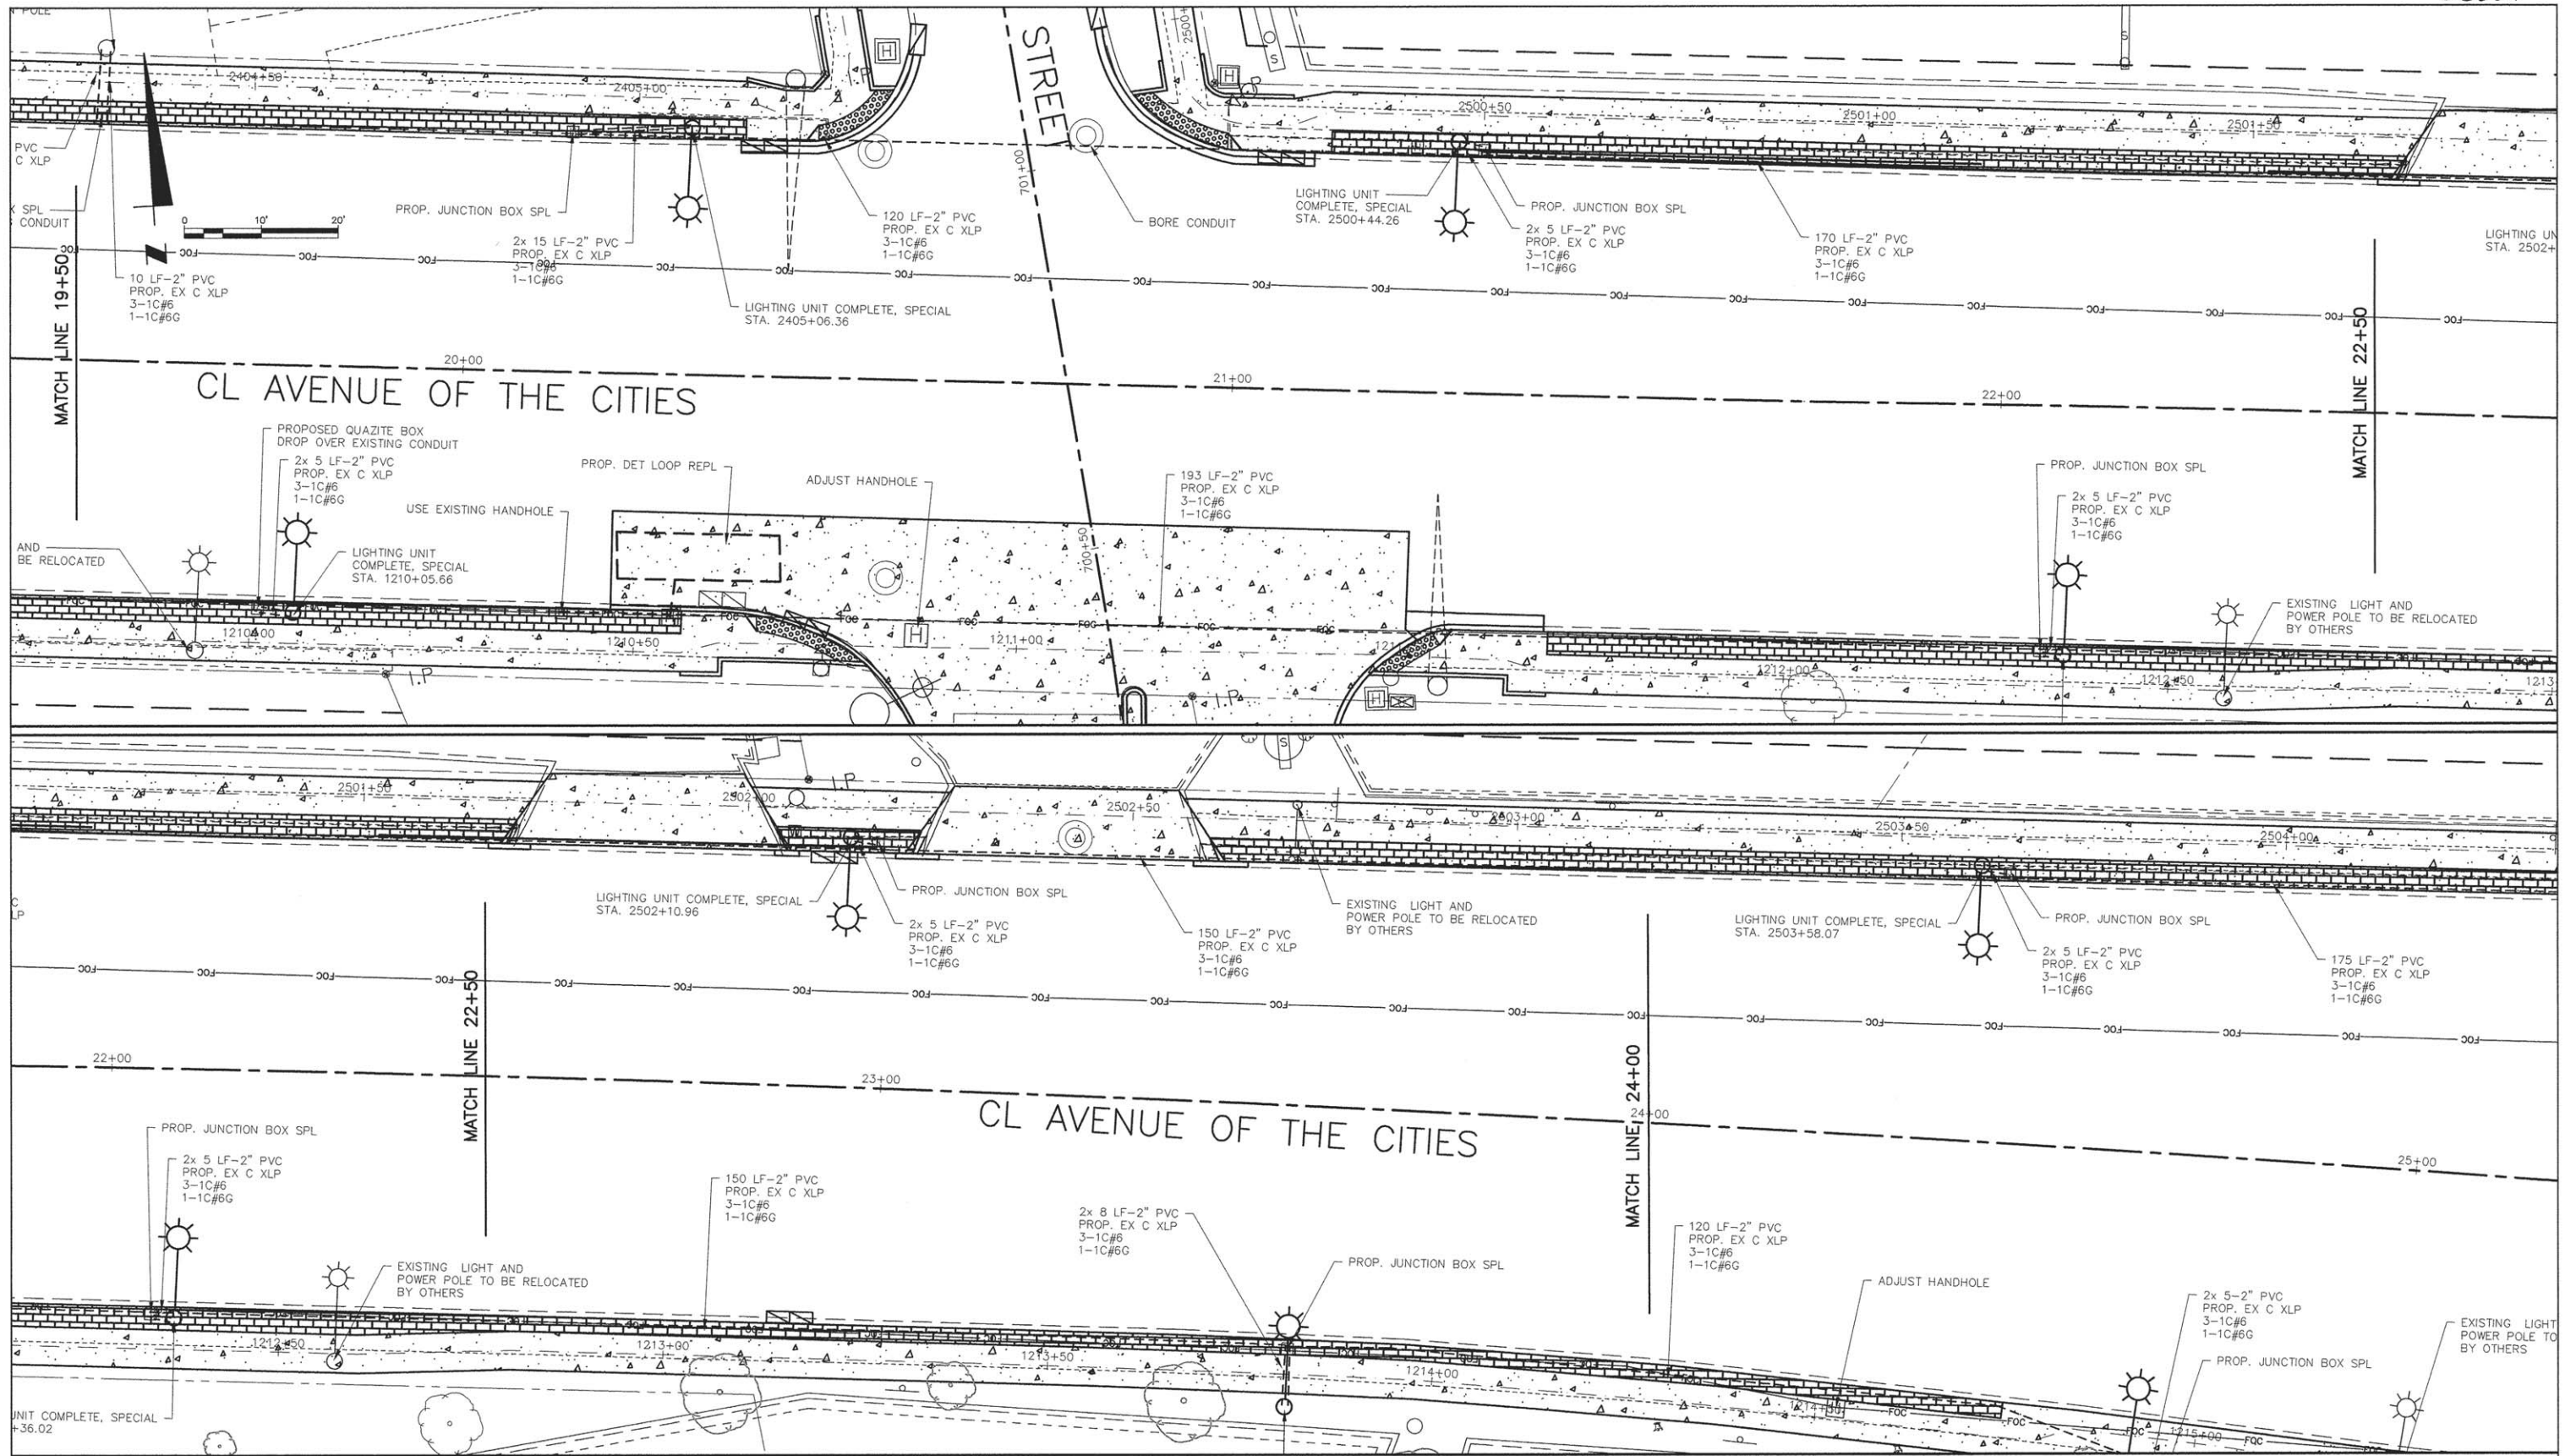 POLE
STREET
2500+
H
H
S
S
2404+50
2405+00
2500+50
2501+00
2501+50
PVC
C XLP
X SPL
CONDUIT
MATCH LINE 19+50
0 10' 20'
10 LF-2" PVC
PROP. EX C XLP
3-1C#6
1-1C#6G
PROP. JUNCTION BOX SPL
2x 15 LF-2" PVC
PROP. EX C XLP
3-1C#6
1-1C#6G
LIGHTING UNIT COMPLETE, SPECIAL
STA. 2405+06.36
120 LF-2" PVC
PROP. EX C XLP
3-1C#6
1-1C#6G
701+00
BORE CONDUIT
LIGHTING UNIT
COMPLETE, SPECIAL
STA. 2500+44.26
PROP. JUNCTION BOX SPL
2x 5 LF-2" PVC
PROP. EX C XLP
3-1C#6
1-1C#6G
170 LF-2" PVC
PROP. EX C XLP
3-1C#6
1-1C#6G
LIGHTING UN
STA. 2502+
FOC
MATCH LINE 22+50
20+00
21+00
22+00
CL AVENUE OF THE CITIES
PROPOSED QUAZITE BOX
DROP OVER EXISTING CONDUIT
2x 5 LF-2" PVC
PROP. EX C XLP
3-1C#6
1-1C#6G
USE EXISTING HANDHOLE
LIGHTING UNIT
COMPLETE, SPECIAL
STA. 1210+05.66
AND
BE RELOCATED
PROP. DET LOOP REPL
ADJUST HANDHOLE
700+50
193 LF-2" PVC
PROP. EX C XLP
3-1C#6
1-1C#6G
PROP. JUNCTION BOX SPL
2x 5 LF-2" PVC
PROP. EX C XLP
3-1C#6
1-1C#6G
EXISTING LIGHT AND
POWER POLE TO BE RELOCATED
BY OTHERS
1210+00
1210+50
1211+00
1212+00
1212+50
1213
FOC
H
H
I.P
I.P
I.P
S
2501+50
2502+00
2502+50
2503+00
2503+50
2504+00
LIGHTING UNIT COMPLETE, SPECIAL
STA. 2502+10.96
PROP. JUNCTION BOX SPL
2x 5 LF-2" PVC
PROP. EX C XLP
3-1C#6
1-1C#6G
150 LF-2" PVC
PROP. EX C XLP
3-1C#6
1-1C#6G
EXISTING LIGHT AND
POWER POLE TO BE RELOCATED
BY OTHERS
LIGHTING UNIT COMPLETE, SPECIAL
STA. 2503+58.07
PROP. JUNCTION BOX SPL
2x 5 LF-2" PVC
PROP. EX C XLP
3-1C#6
1-1C#6G
175 LF-2" PVC
PROP. EX C XLP
3-1C#6
1-1C#6G
C
LP
FOC
MATCH LINE 22+50
MATCH LINE 24+00
22+00
23+00
24+00
25+00
CL AVENUE OF THE CITIES
PROP. JUNCTION BOX SPL
2x 5 LF-2" PVC
PROP. EX C XLP
3-1C#6
1-1C#6G
EXISTING LIGHT AND
POWER POLE TO BE RELOCATED
BY OTHERS
150 LF-2" PVC
PROP. EX C XLP
3-1C#6
1-1C#6G
2x 8 LF-2" PVC
PROP. EX C XLP
3-1C#6
1-1C#6G
PROP. JUNCTION BOX SPL
120 LF-2" PVC
PROP. EX C XLP
3-1C#6
1-1C#6G
ADJUST HANDHOLE
2x 5-2" PVC
PROP. EX C XLP
3-1C#6
1-1C#6G
PROP. JUNCTION BOX SPL
EXISTING LIGHT
POWER POLE TO
BY OTHERS
1212+50
1213+00
1213+50
1214+00
1214+50
1215+00
FOC
UNIT COMPLETE, SPECIAL
+36.02